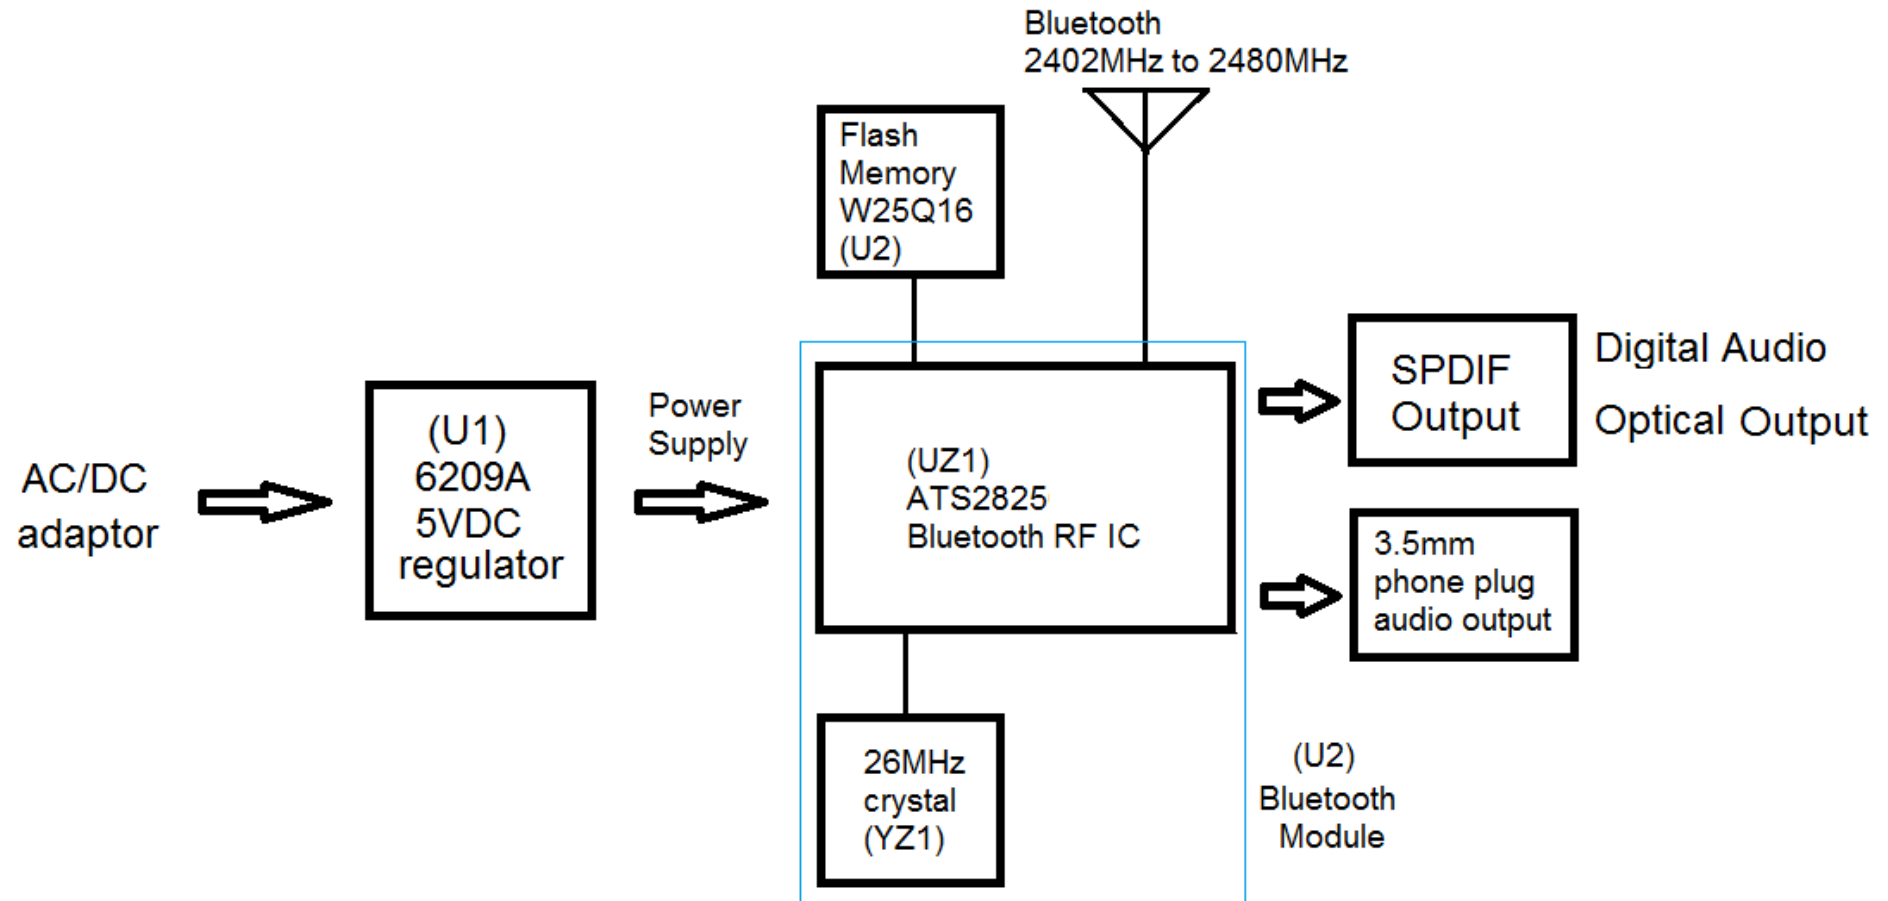 Bluetooth
2402MHz to 2480MHz
Flash
Memory
W25Q16
(U2)
AC/DC
adaptor
(U1)
6209A
5VDC
regulator
Power
Supply
(UZ1)
ATS2825
Bluetooth RF IC
SPDIF
Output
Digital Audio
Optical Output
3.5mm
phone plug
audio output
26MHz
crystal
(YZ1)
(U2)
Bluetooth
Module